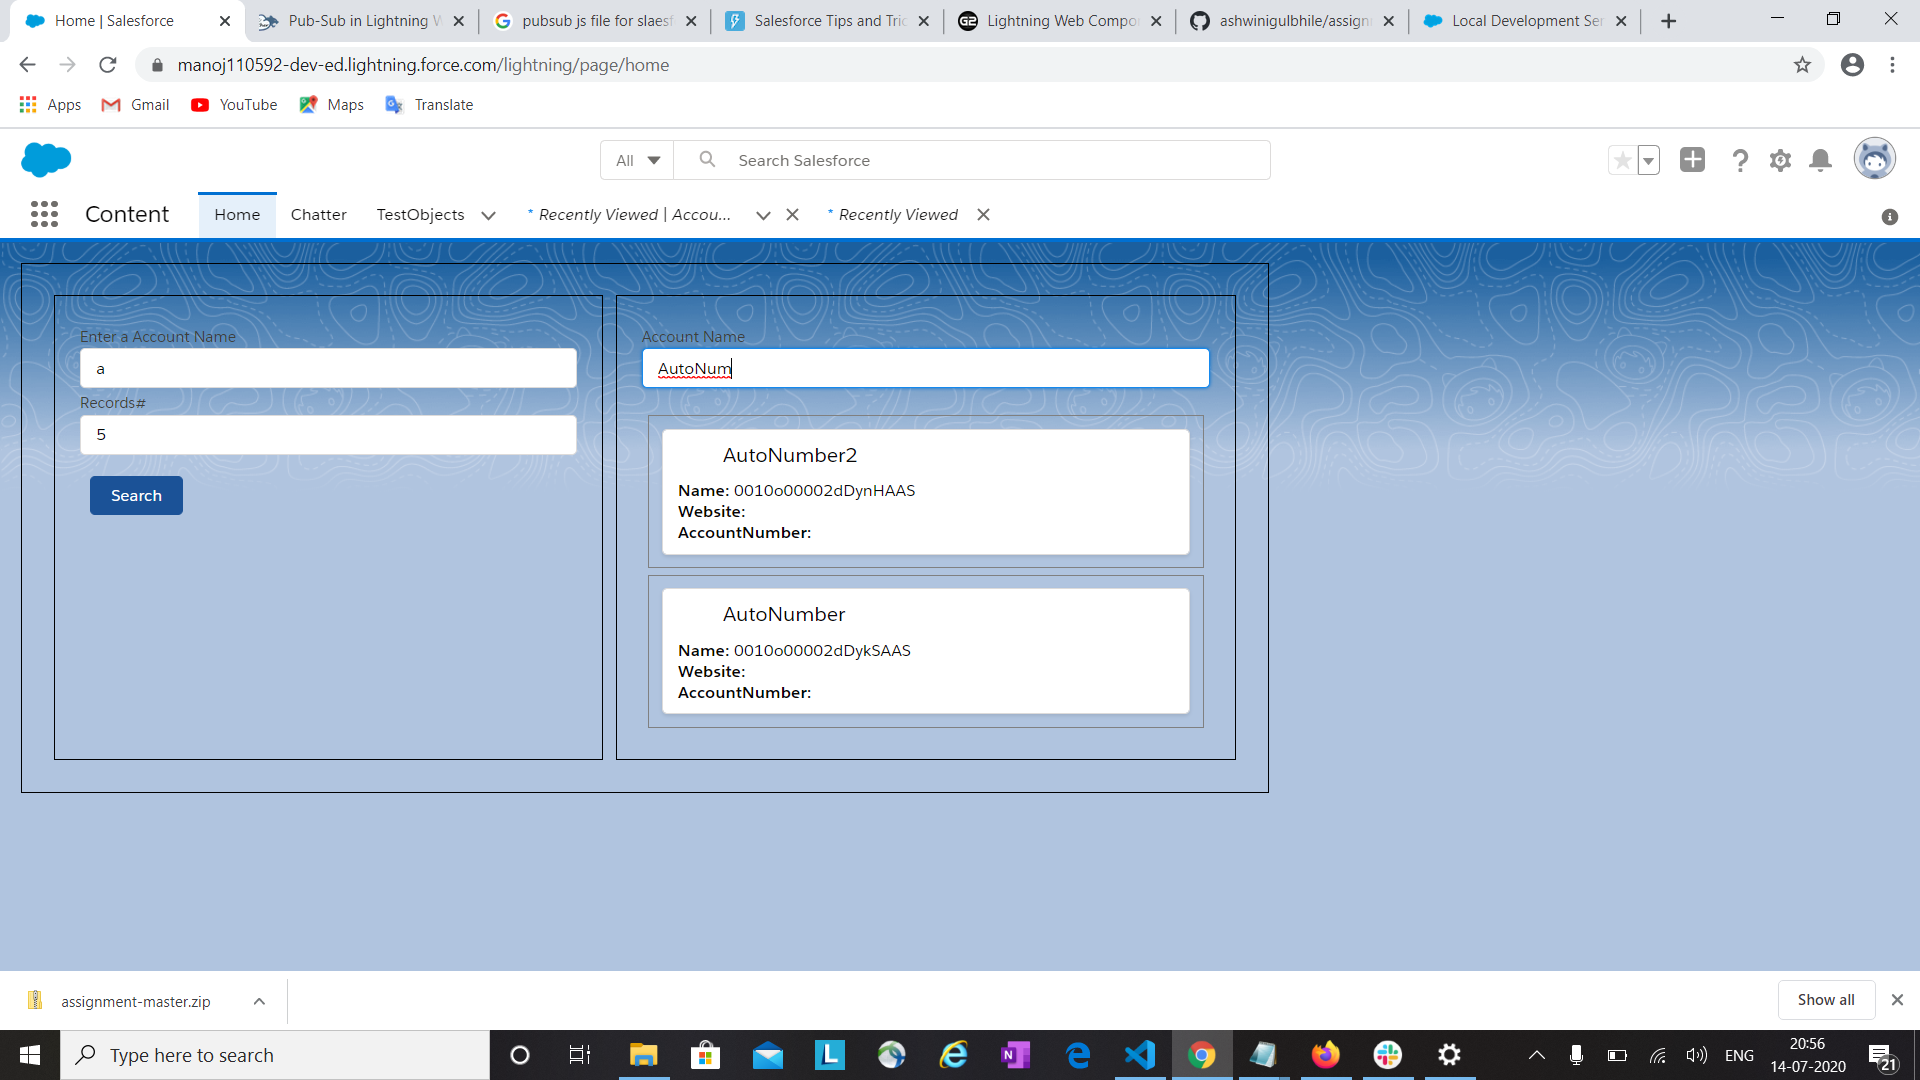 Home | Salesforce
Pub-Sub in Lightning W
pubsub js file for slaesf
Salesforce Tips and Tric
Lightning Web Compo
ashwinigulbhile/assignm
Local Development Ser
manoj110592-dev-ed.lightning.force.com/lightning/page/home
Apps
Gmail
YouTube
Maps
Translate
All
Search Salesforce
Content
Home
Chatter
TestObjects
* Recently Viewed | Accou...
* Recently Viewed
Enter a Account Name
a
Records#
5
Search
Account Name
AutoNum
AutoNumber2
Name: 0010o00002dDynHAAS
Website:
AccountNumber:
AutoNumber
Name: 0010o00002dDykSAAS
Website:
AccountNumber:
assignment-master.zip
Show all
Type here to search
ENG
20:56
14-07-2020
21